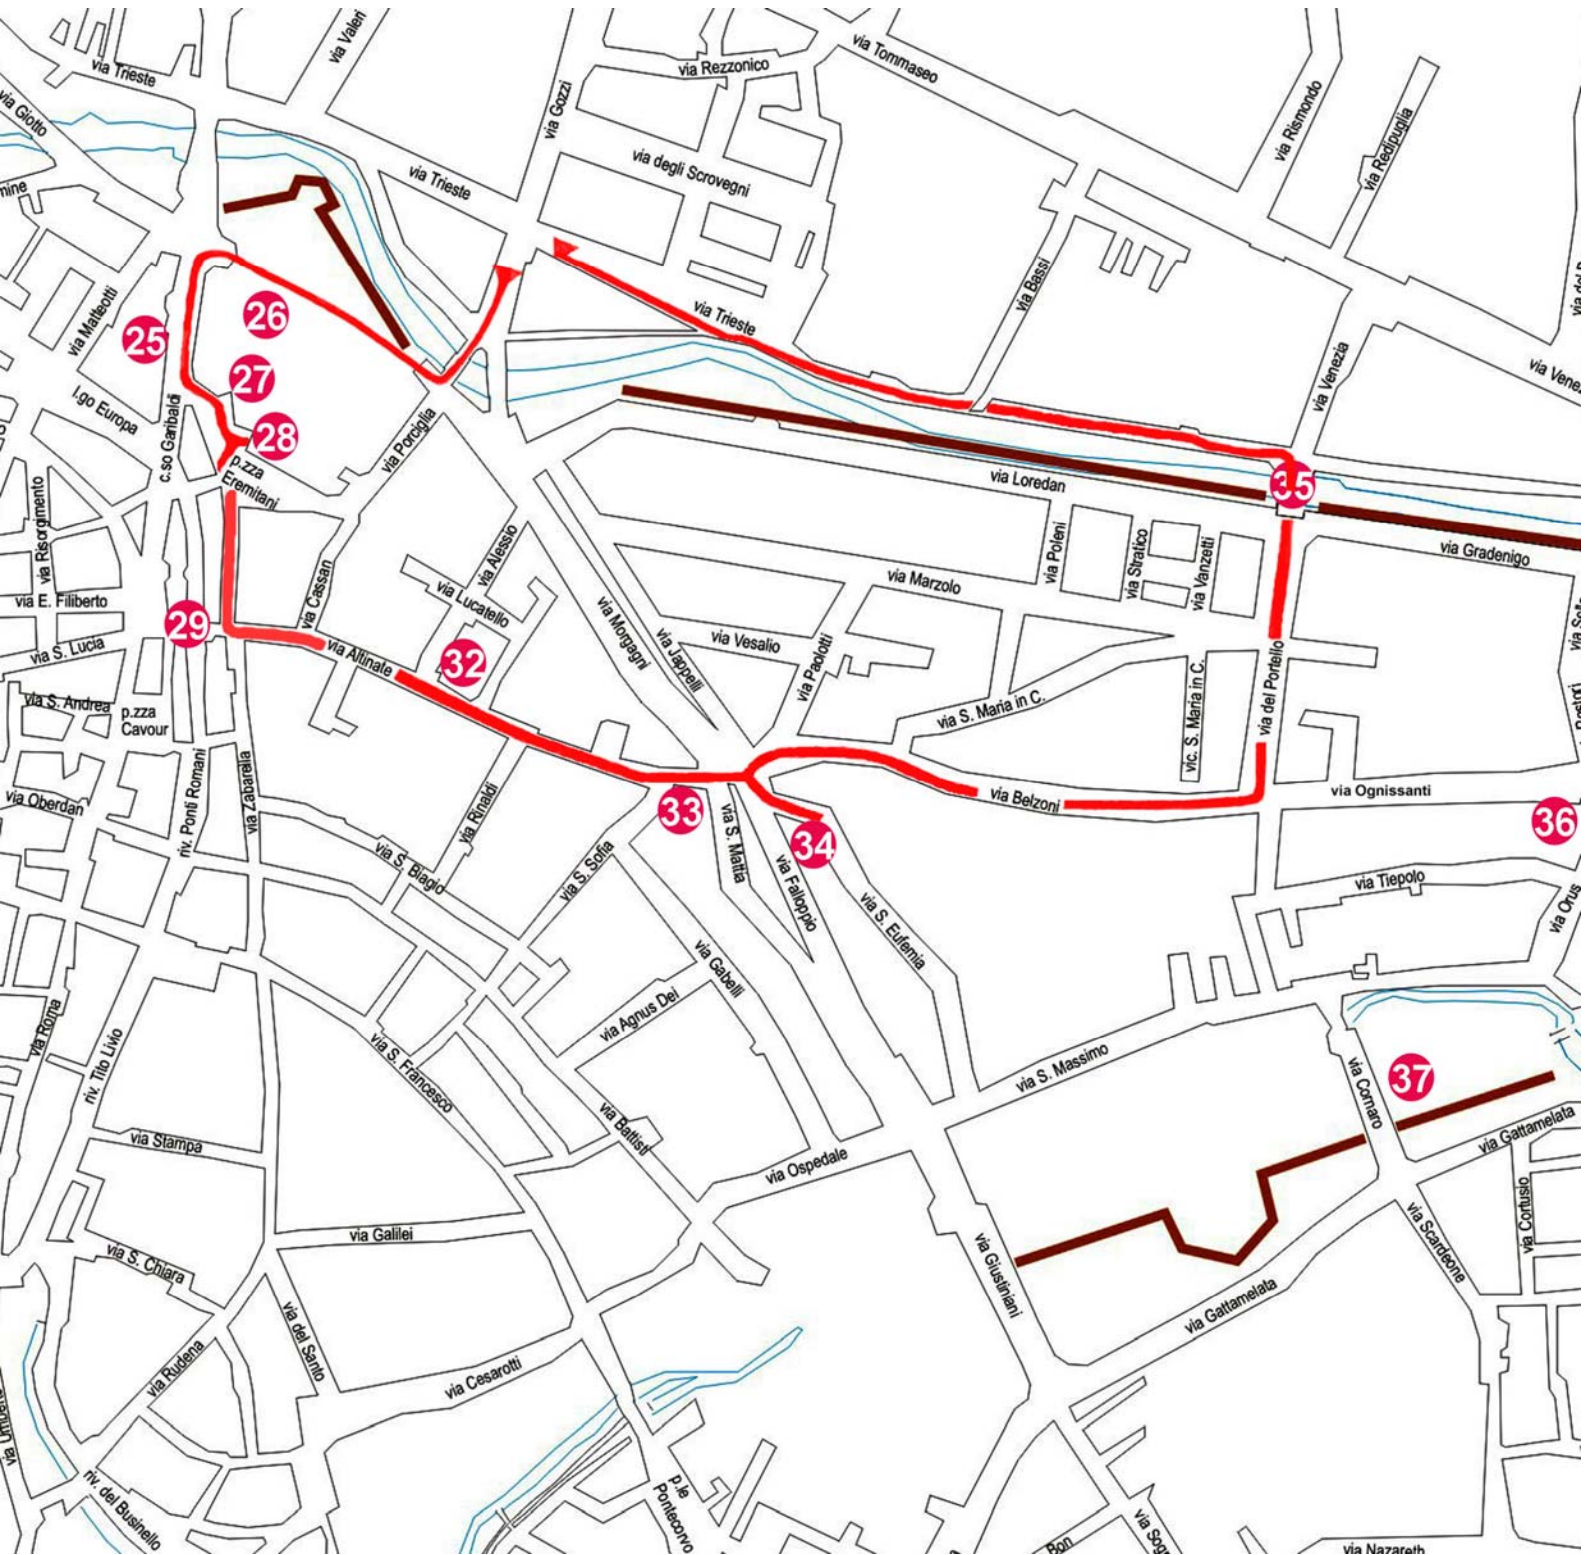 via Trieste
via Valeri
via Giotto
via Gozzi
via Rezzonico
via Tommaseo
via Rismondo
via Redipuglia
via degli Scrovegni
via Trieste
via Matteotti
25
26
27
28
l.go Europa
c.so Garibaldi
p.zza
Eremitani
via Porciglia
via Trieste
via Bassi
via Venezia
35
via Loredan
via Gradenigo
via Risorgimento
via E. Filiberto
via S. Lucia
29
via Cassan
via Altinate
via Alessio
via Lucatello
32
via Morgagni
via Jappelli
via Vesalio
via Paolotti
via Marzolo
via Poleni
via Stratico
via Vanzetti
via S. Maria in C.
vic. S. Maria in C.
via del Portello
via S. Andrea
p.zza
Cavour
via Oberdan
riv. Ponti Romani
via Zabarella
via Rinaldi
33
34
via Belzoni
via Ognissanti
36
via S. Biagio
via S. Sofia
via S. Mattia
via Falloppio
via S. Eufemia
via Tiepolo
via Gabelli
via Agnus Dei
via Roma
riv. Tito Livio
via S. Francesco
via Battisti
via S. Massimo
via Cornaro
37
via Gattamelata
via Stampa
via Ospedale
via Galilei
via S. Chiara
via Giustiniani
via Gattamelata
via Scardeone
via Cortusio
via del Santo
via Rudena
via Cesarotti
riv. del Businello
p.le
Pontecorvo
via Nazareth